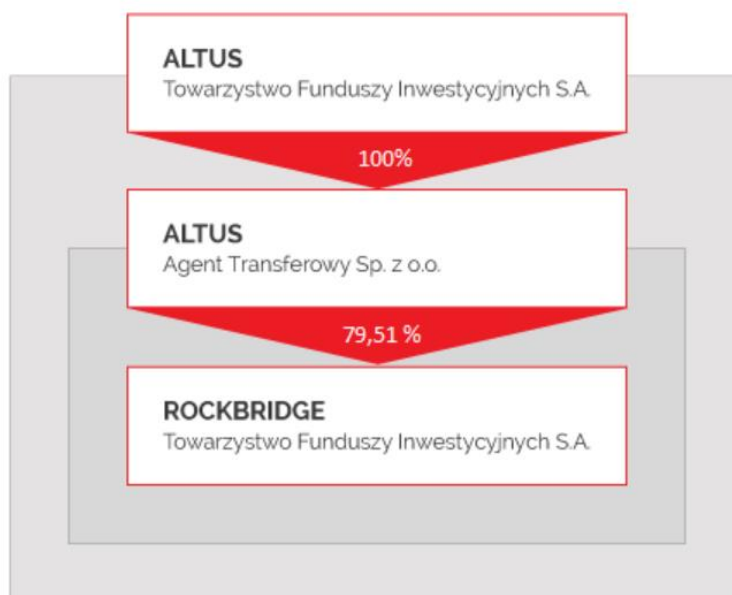 ALTUS
Towarzystwo Funduszy Inwestycyjnych S.A.
100%
ALTUS
Agent Transferowy Sp. z o.o.
79,51 %
ROCKBRIDGE
Towarzystwo Funduszy Inwestycyjnych S.A.